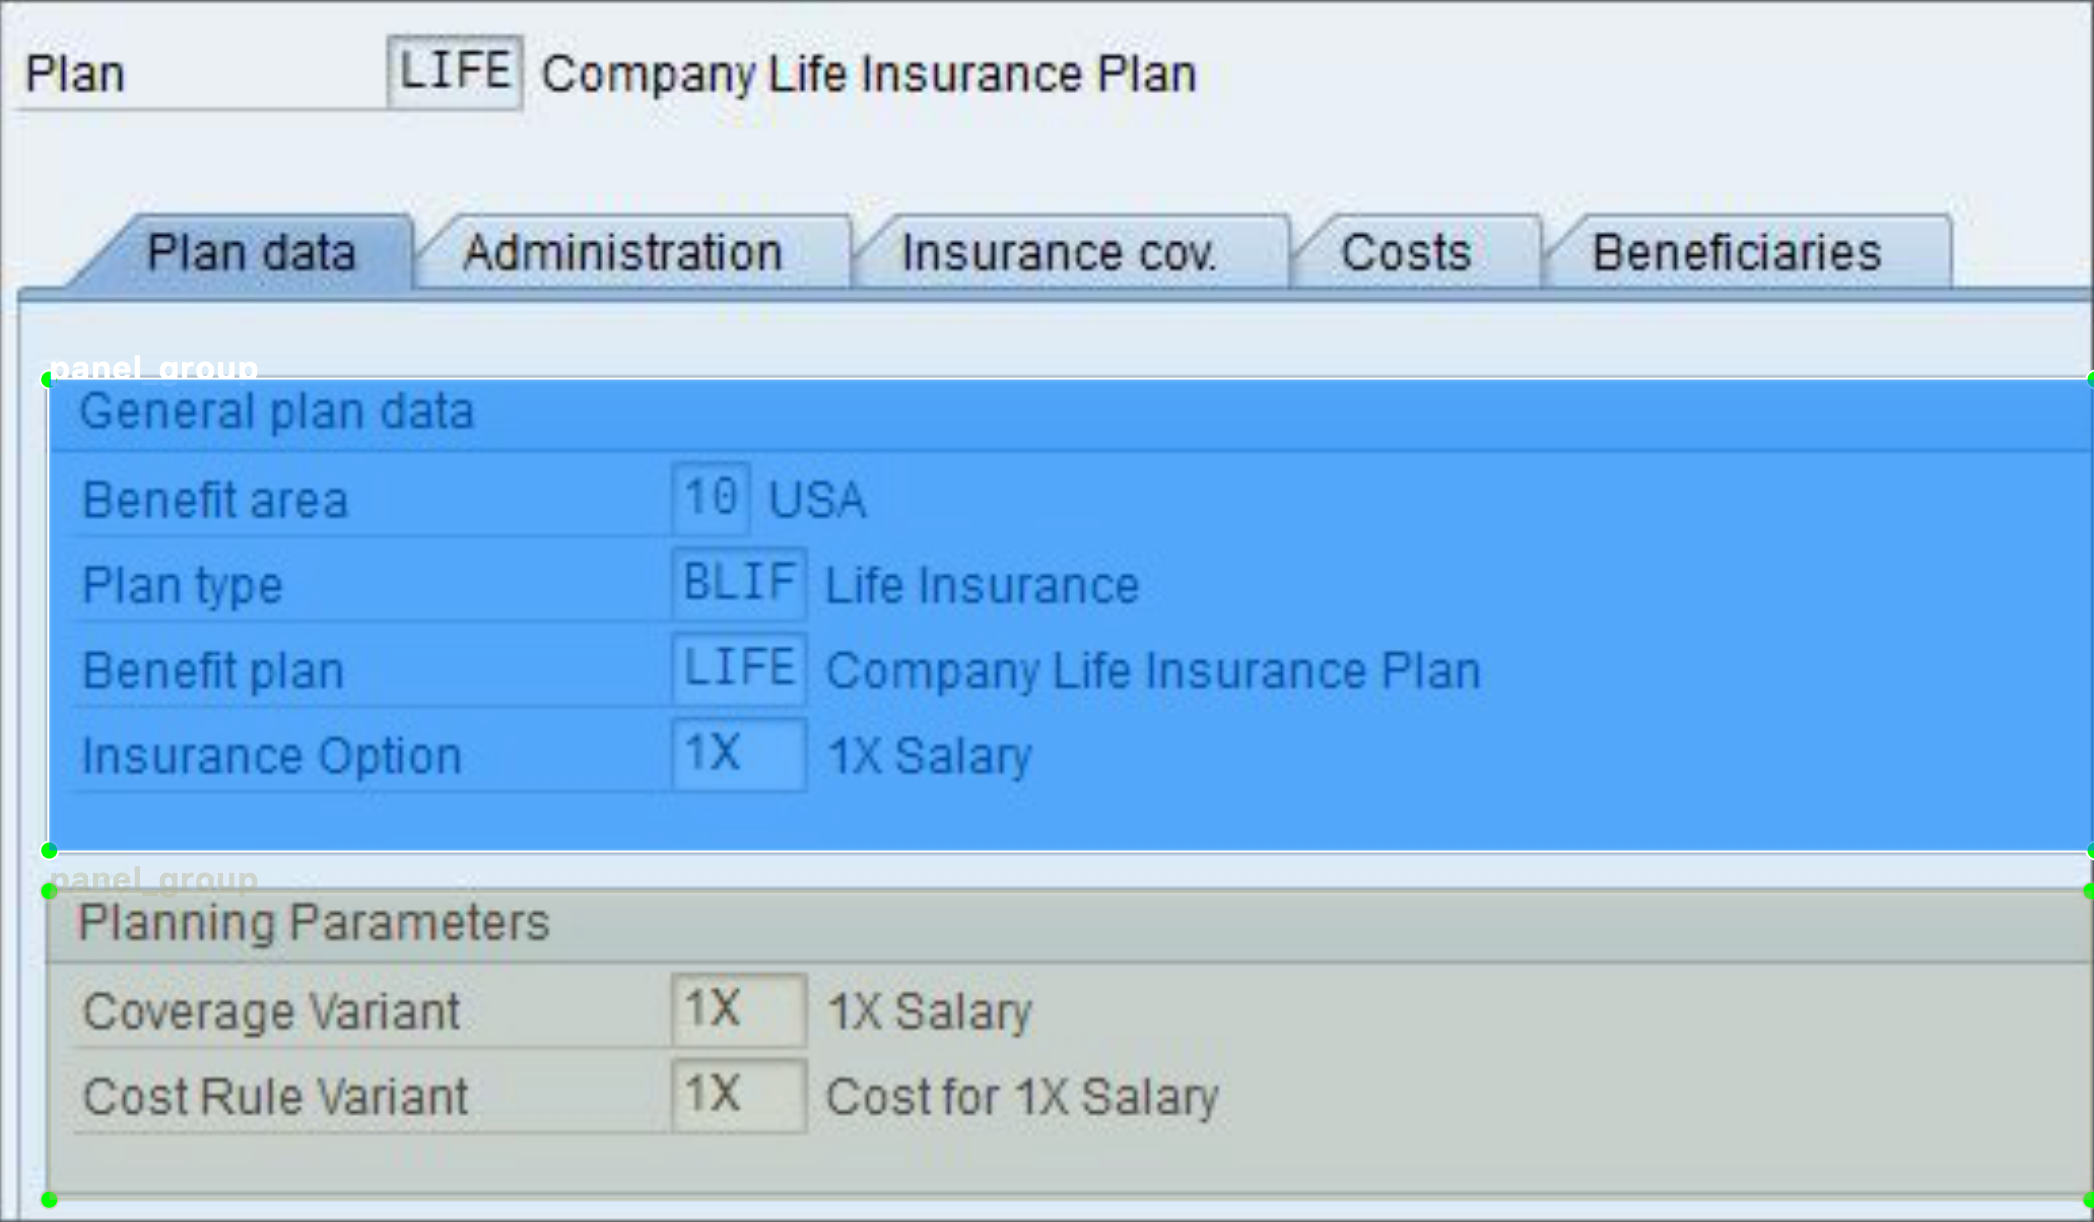 Plan LIFE Company Life Insurance Plan
Plan data Administration Insurance cov. Costs Beneficiaries
panel_group
General plan data
Benefit area 10 USA
Plan type BLIF Life Insurance
Benefit plan LIFE Company Life Insurance Plan
Insurance Option 1X 1X Salary
panel_group
Planning Parameters
Coverage Variant 1X 1X Salary
Cost Rule Variant 1X Cost for 1X Salary